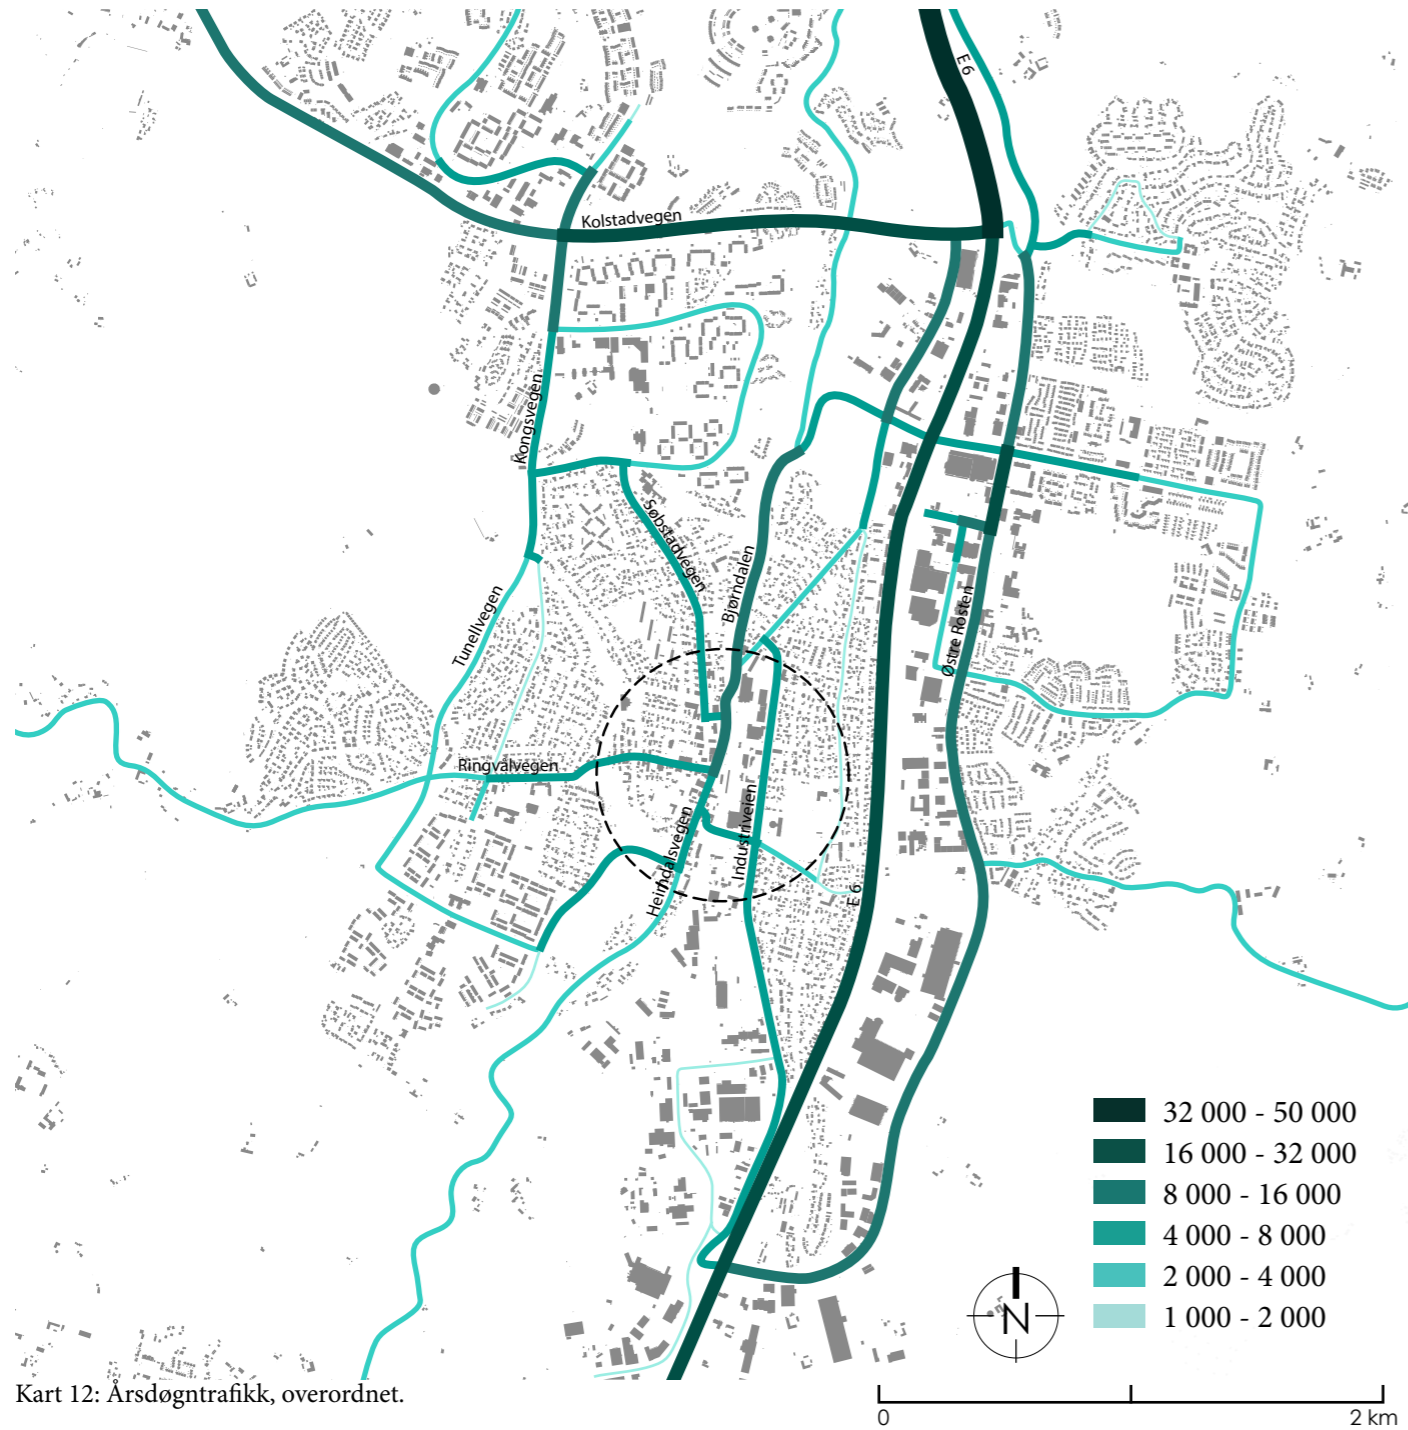 E 6
Kolstadvegen
Kongsvegen
Søbstadvegen
Bjørndalen
Tunellvegen
Østre Rosten
Ringvålvegen
Industriveien
Heimdalsvegen
E 6
32 000 - 50 000
16 000 - 32 000
8 000 - 16 000
4 000 - 8 000
2 000 - 4 000
1 000 - 2 000
N
Kart 12: Årsdøgntrafikk, overordnet.
0
2 km